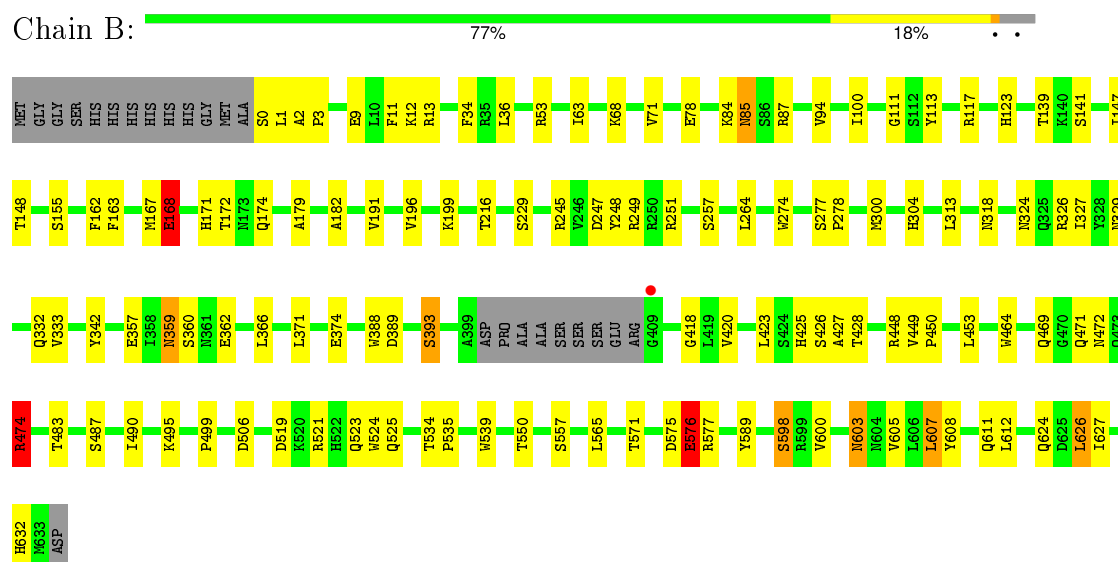 Chain B:
77% 18% • •
MET GLY GLY SER HIS HIS HIS HIS HIS HIS GLY MET ALA S0 L1 A2 P3 E9 L10 F11 K12 R13 F34 R35 L36 R53 I63 K68 V71 E78 K84 N85 S86 R87 V94 I100 G111 S112 Y113 R117 H123 T139 K140 S141 I147
T148 S155 F162 F163 M167 E168 H171 T172 N173 Q174 A179 A182 V191 V196 K199 T216 S229 R245 V246 D247 Y248 R249 R250 R251 S257 L264 W274 S277 P278 M300 H304 L313 N318 N324 Q325 R326 I327 Y328 N329
Q332 V333 Y342 E357 I358 N359 S360 N361 E362 L366 L371 E374 W388 D389 S393 A399 ASP PRO ALA ALA SER SER SER GLU ARG G409 G418 L419 V420 L423 S424 H425 S426 A427 T428 R448 V449 P450 L453 W464 Q469 G470 Q471 N472 Q473
R474 T483 S487 I490 K495 P499 D506 D519 K520 R521 H522 Q523 W524 Q525 T534 P535 W539 T550 S557 L565 T571 D575 E576 R577 Y589 S598 R599 V600 N603 N604 V605 L606 L607 Y608 Q611 L612 Q624 D625 L626 I627
H632 M633 ASP